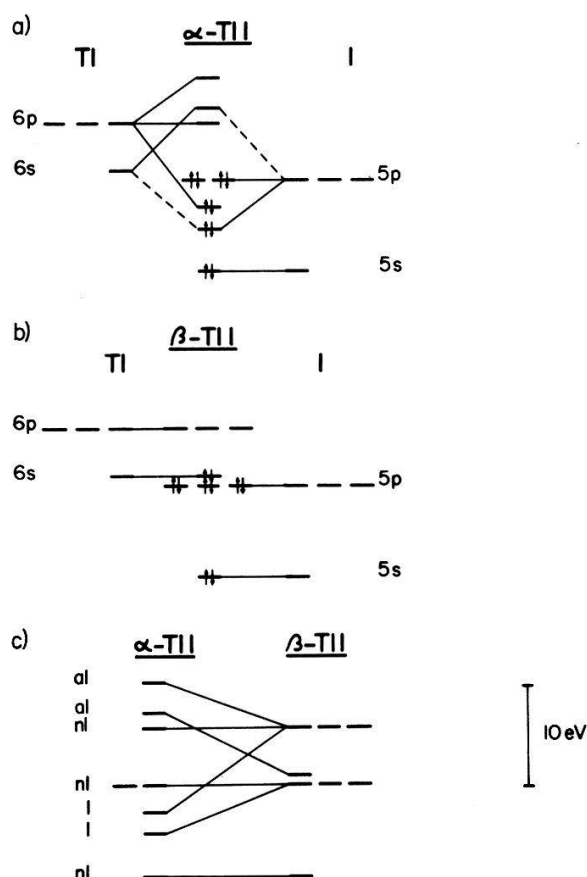 a)
α-TlI
Tl I
6p
6s
5p
5s
b)
β-TlI
Tl I
6p
6s
5p
5s
c)
α-TlI β-TlI
al
al
nl
nl
l
l
nl
10 eV